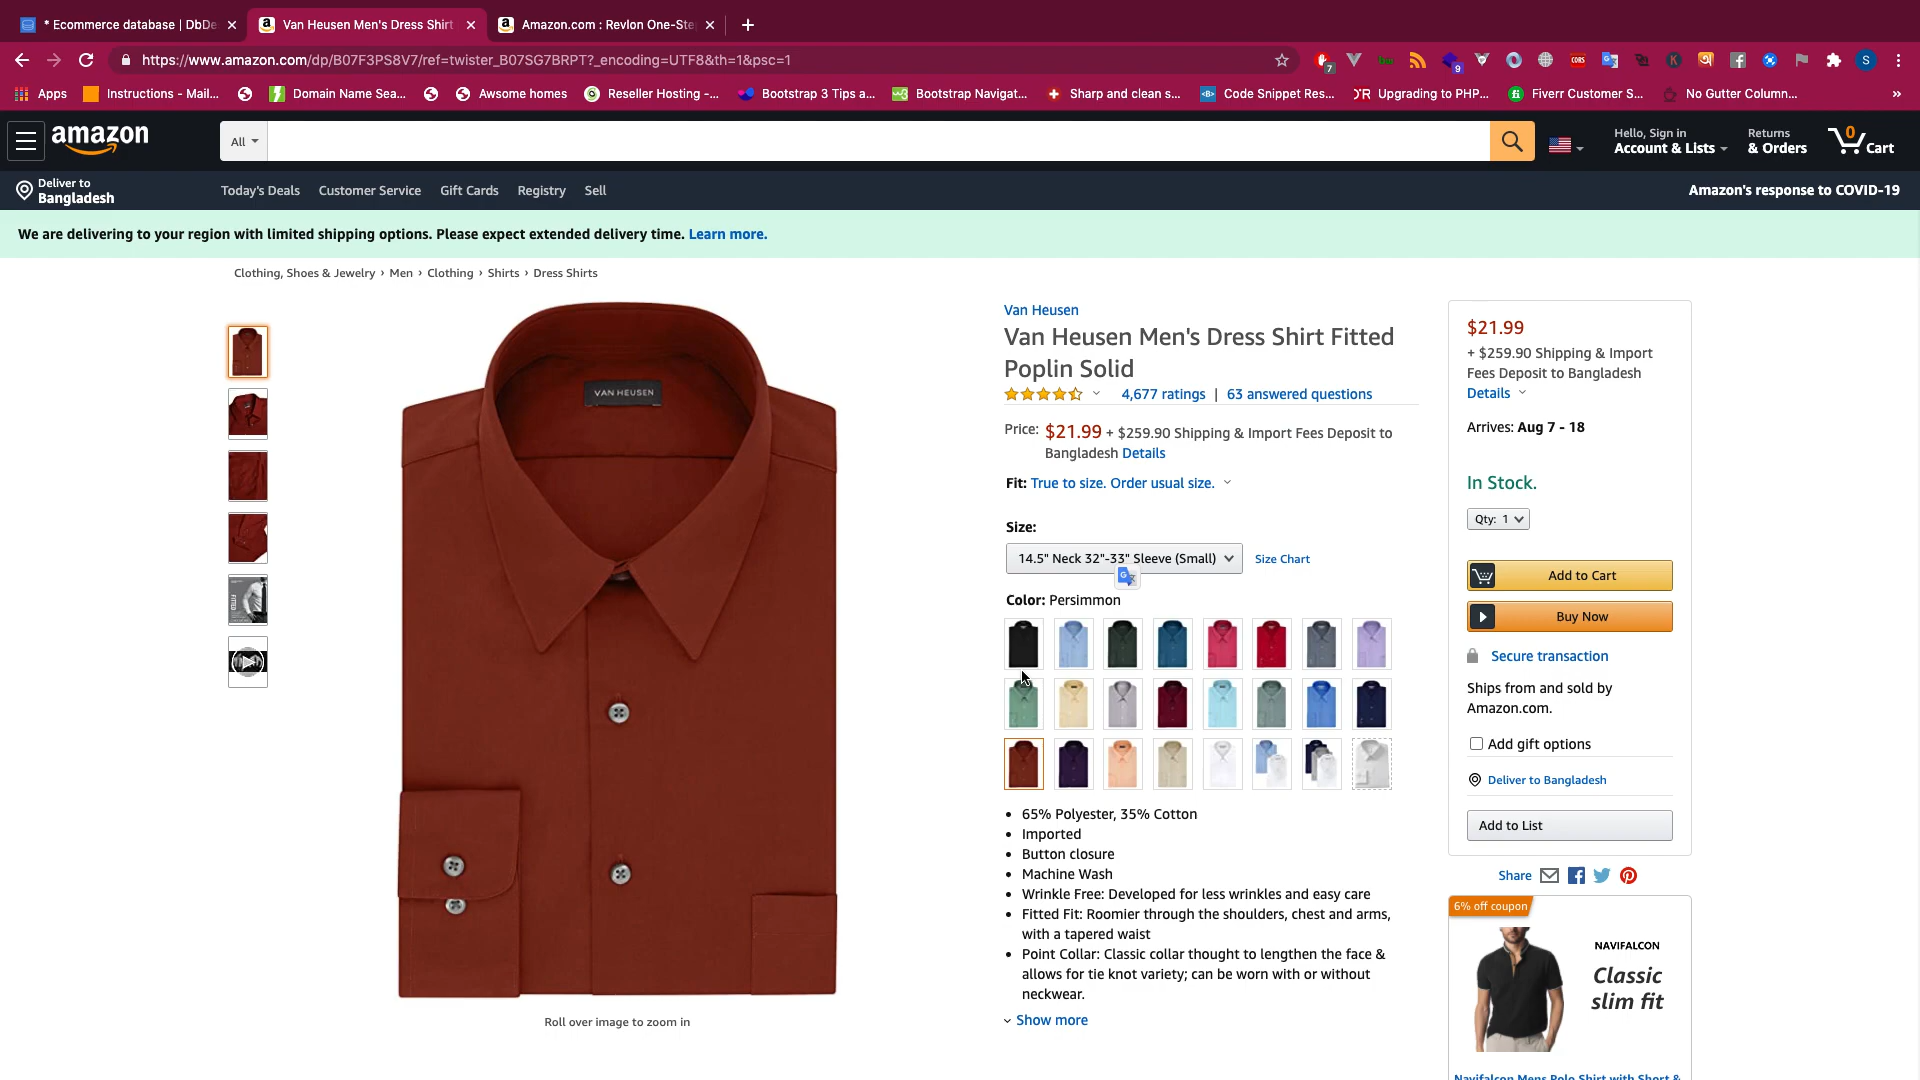 * Ecommerce database | DbDe
Van Heusen Men's Dress Shirt
Amazon.com : Revlon One-Ste
https://www.amazon.com/dp/B07F3PS8V7/ref=twister_B07SG7BRPT?_encoding=UTF8&th=1&psc=1
7
9
CORS
K
S
Apps
Instructions - Mail...
Domain Name Sea...
Awsome homes
Reseller Hosting -...
Bootstrap 3 Tips a...
Bootstrap Navigat...
Sharp and clean s...
Code Snippet Res...
Upgrading to PHP...
Fiverr Customer S...
No Gutter Column...
»
amazon
All
Hello, Sign in
Account & Lists
Returns
& Orders
0
Cart
Deliver to
Bangladesh
Today's Deals
Customer Service
Gift Cards
Registry
Sell
Amazon's response to COVID-19
We are delivering to your region with limited shipping options. Please expect extended delivery time. Learn more.
Clothing, Shoes & Jewelry › Men › Clothing › Shirts › Dress Shirts
VAN HEUSEN
FITTED
Roll over image to zoom in
Van Heusen
Van Heusen Men's Dress Shirt Fitted
Poplin Solid
4,677 ratings | 63 answered questions
Price: $21.99 + $259.90 Shipping & Import Fees Deposit to
Bangladesh Details
Fit: True to size. Order usual size.
Size:
14.5" Neck 32"-33" Sleeve (Small)
Size Chart
Color: Persimmon
• 65% Polyester, 35% Cotton
• Imported
• Button closure
• Machine Wash
• Wrinkle Free: Developed for less wrinkles and easy care
• Fitted Fit: Roomier through the shoulders, chest and arms,
with a tapered waist
• Point Collar: Classic collar thought to lengthen the face &
allows for tie knot variety; can be worn with or without
neckwear.
Show more
$21.99
+ $259.90 Shipping & Import
Fees Deposit to Bangladesh
Details
Arrives: Aug 7 - 18
In Stock.
Qty: 1
Add to Cart
Buy Now
Secure transaction
Ships from and sold by
Amazon.com.
Add gift options
Deliver to Bangladesh
Add to List
Share
6% off coupon
NAVIFALCON
Classic
slim fit
Navifalcon Mens Polo Shirt with Short &